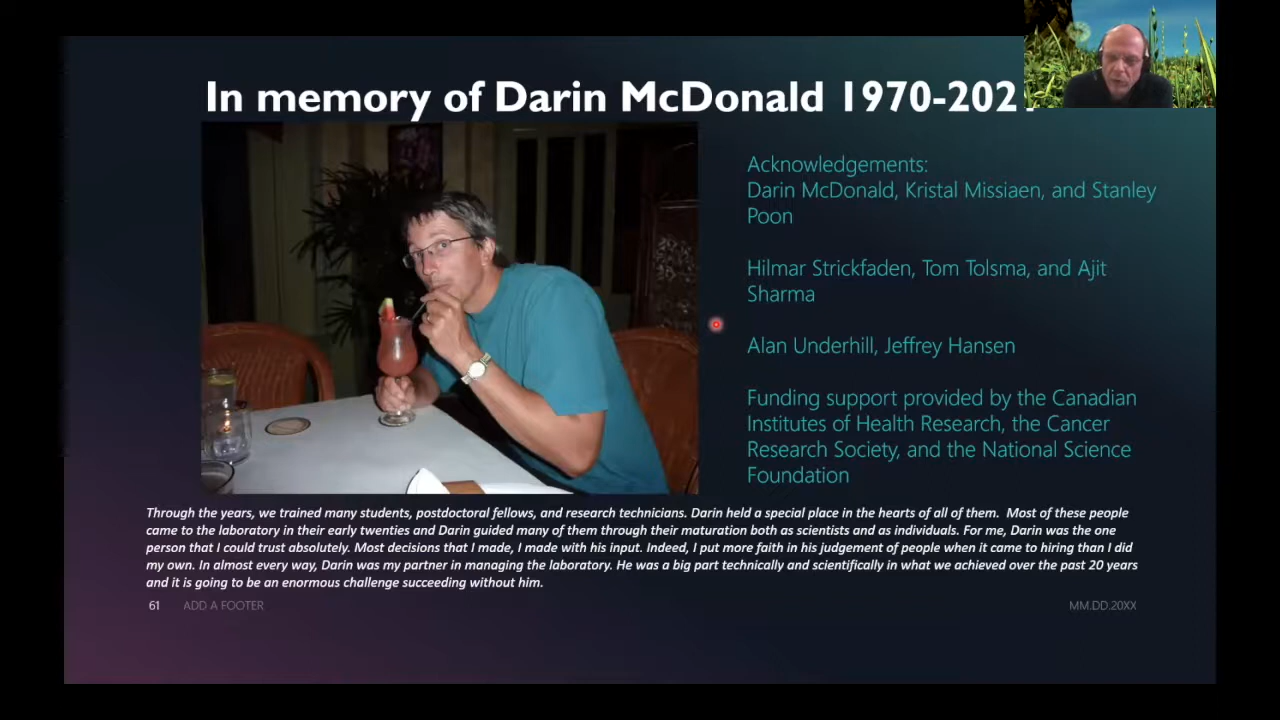 In memory of Darin McDonald 1970-202
Acknowledgements:
Darin McDonald, Kristal Missiaen, and Stanley
Poon
Hilmar Strickfaden, Tom Tolsma, and Ajit
Sharma
Alan Underhill, Jeffrey Hansen
Funding support provided by the Canadian
Institutes of Health Research, the Cancer
Research Society, and the National Science
Foundation
Through the years, we trained many students, postdoctoral fellows, and research technicians. Darin held a special place in the hearts of all of them.  Most of these people
came to the laboratory in their early twenties and Darin guided many of them through their maturation both as scientists and as individuals. For me, Darin was the one
person that I could trust absolutely. Most decisions that I made, I made with his input. Indeed, I put more faith in his judgement of people when it came to hiring than I did
my own. In almost every way, Darin was my partner in managing the laboratory. He was a big part technically and scientifically in what we achieved over the past 20 years
and it is going to be an enormous challenge succeeding without him.
61 ADD A FOOTER MM.DD.20XX